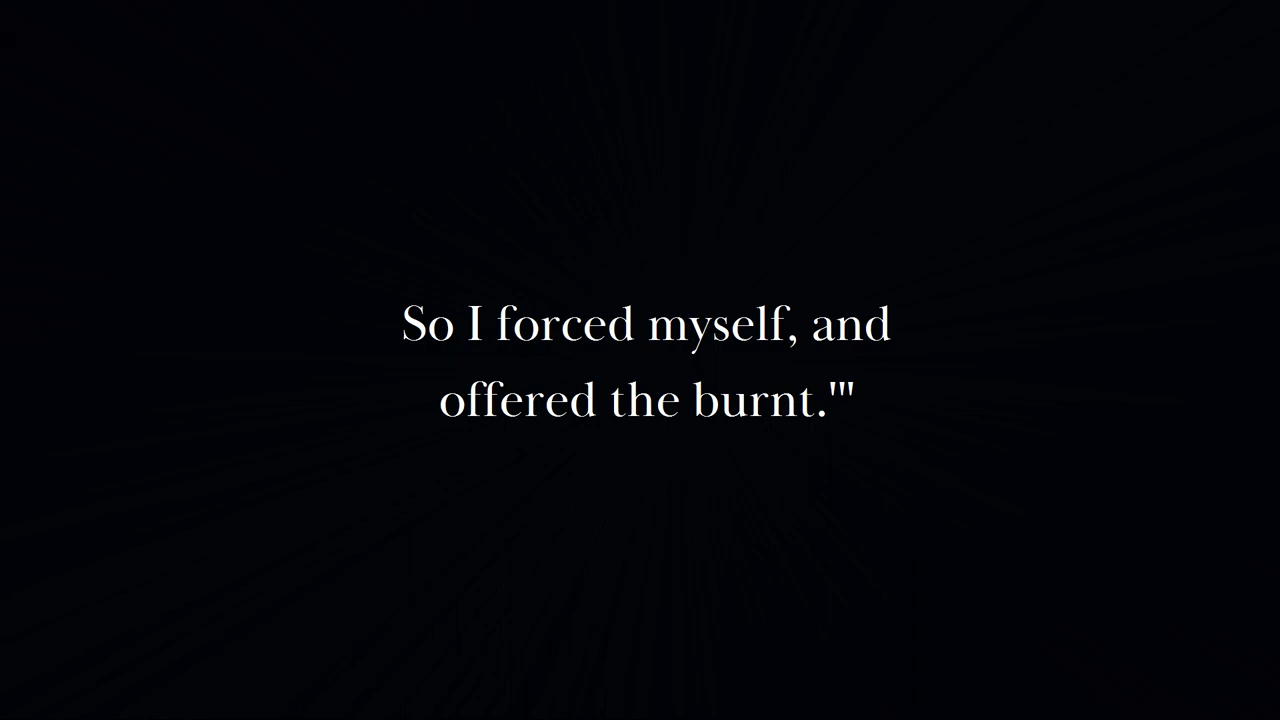 So I forced myself, and
offered the burnt.'"